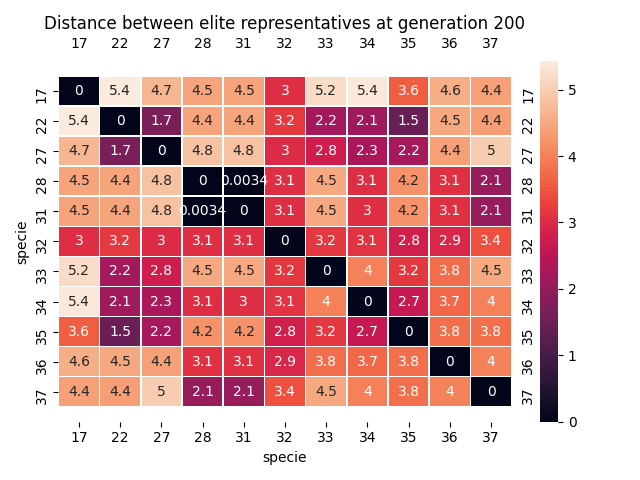 Distance between elite representatives at generation 200
17 22 27 28 31 32 33 34 35 36 37
17 0 5.4 4.7 4.5 4.5 3 5.2 5.4 3.6 4.6 4.4 17
22 5.4 0 1.7 4.4 4.4 3.2 2.2 2.1 1.5 4.5 4.4 22
27 4.7 1.7 0 4.8 4.8 3 2.8 2.3 2.2 4.4 5 27
28 4.5 4.4 4.8 0 0.0034 3.1 4.5 3.1 4.2 3.1 2.1 28
31 4.5 4.4 4.8 0.0034 0 3.1 4.5 3 4.2 3.1 2.1 31
32 3 3.2 3 3.1 3.1 0 3.2 3.1 2.8 2.9 3.4 32
33 5.2 2.2 2.8 4.5 4.5 3.2 0 4 3.2 3.8 4.5 33
34 5.4 2.1 2.3 3.1 3 3.1 4 0 2.7 3.7 4 34
35 3.6 1.5 2.2 4.2 4.2 2.8 3.2 2.7 0 3.8 3.8 35
36 4.6 4.5 4.4 3.1 3.1 2.9 3.8 3.7 3.8 0 4 36
37 4.4 4.4 5 2.1 2.1 3.4 4.5 4 3.8 4 0 37
17 22 27 28 31 32 33 34 35 36 37
specie
specie
5
4
3
2
1
0